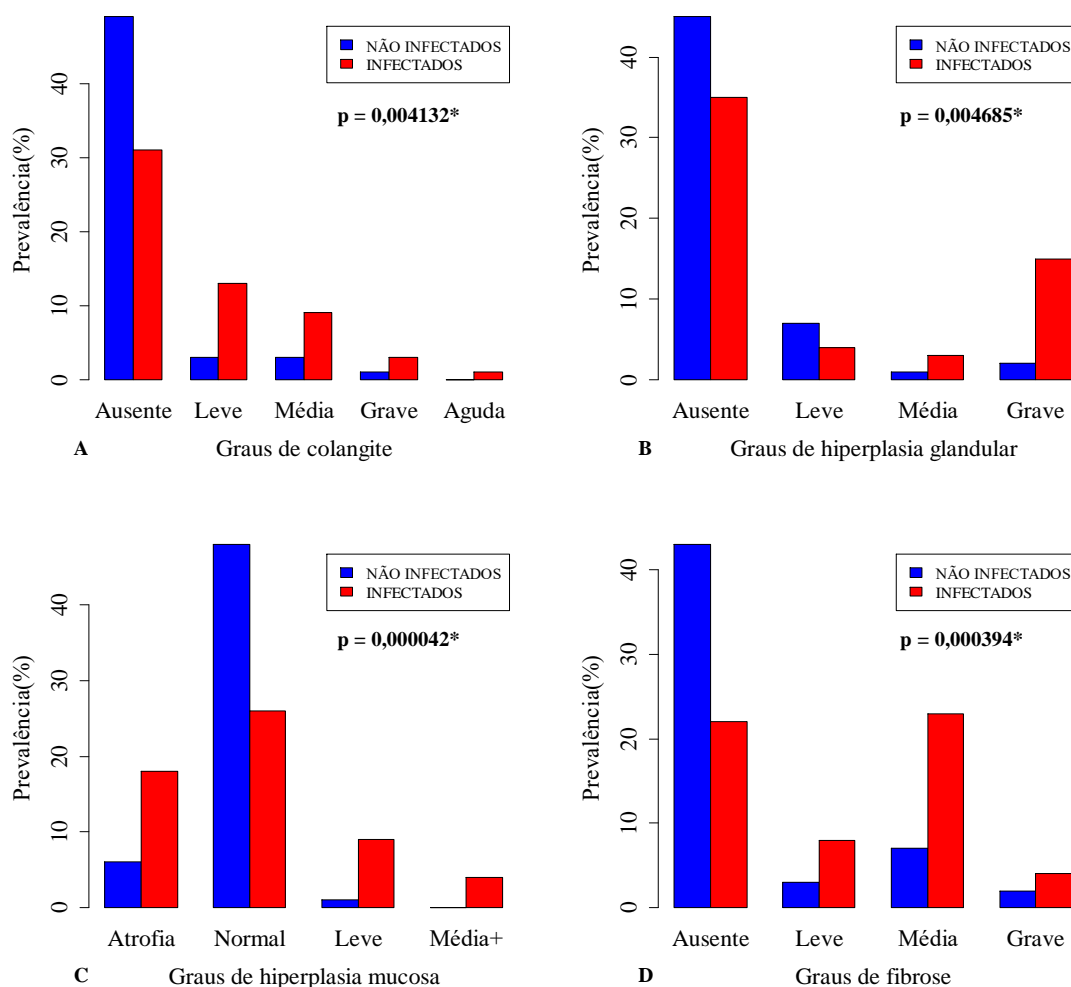 NÃO INFECTADOS
INFECTADOS
p = 0,004132*
Prevalência(%)
0
10
20
30
40
Ausente Leve Média Grave Aguda
A Graus de colangite
NÃO INFECTADOS
INFECTADOS
p = 0,004685*
Prevalência(%)
0
10
20
30
40
Ausente Leve Média Grave
B Graus de hiperplasia glandular
NÃO INFECTADOS
INFECTADOS
p = 0,000042*
Prevalência(%)
0
10
20
30
40
Atrofia Normal Leve Média+
C Graus de hiperplasia mucosa
NÃO INFECTADOS
INFECTADOS
p = 0,000394*
Prevalência(%)
0
10
20
30
40
Ausente Leve Média Grave
D Graus de fibrose